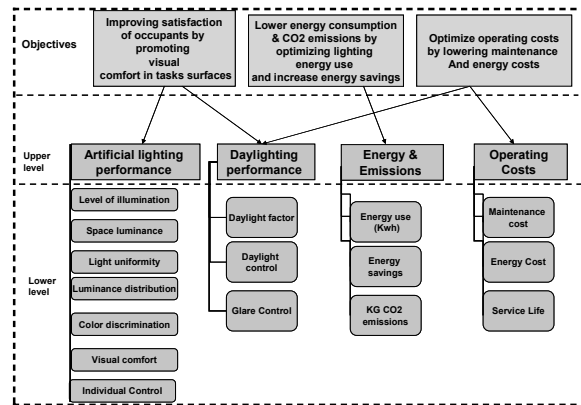 Objectives
Improving satisfaction
of occupants by
promoting
visual
comfort in tasks surfaces
Lower energy consumption
& CO2 emissions by
optimizing lighting
energy use
and increase energy savings
Optimize operating costs
by lowering maintenance
And energy costs
Upper
level
Artificial lighting
performance
Daylighting
performance
Energy &
Emissions
Operating
Costs
Lower
level
Level of illumination
Space luminance
Light uniformity
Luminance distribution
Color discrimination
Visual comfort
Individual Control
Daylight factor
Daylight
control
Glare Control
Energy use
(Kwh)
Energy
savings
KG CO2
emissions
Maintenance
cost
Energy Cost
Service Life